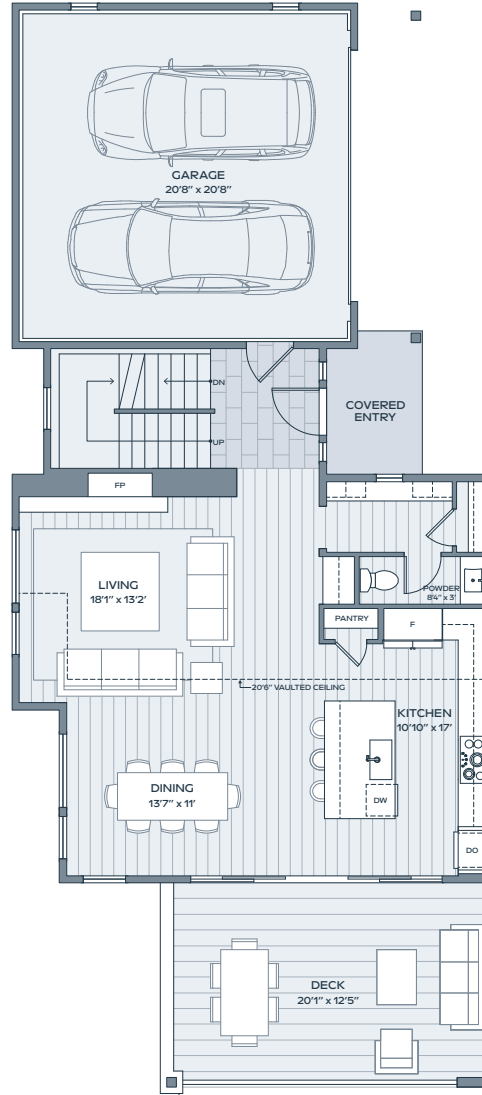 GARAGE
20'8" x 20'8"
DN
UP
COVERED
ENTRY
FP
LIVING
18'1" x 13'2'
POWDER
8'4" x 3'
PANTRY
F
20'6" VAULTED CEILING
KITCHEN
10'10" x 17'
DINING
13'7" x 11'
DW
DO
DECK
20'1" x 12'5"